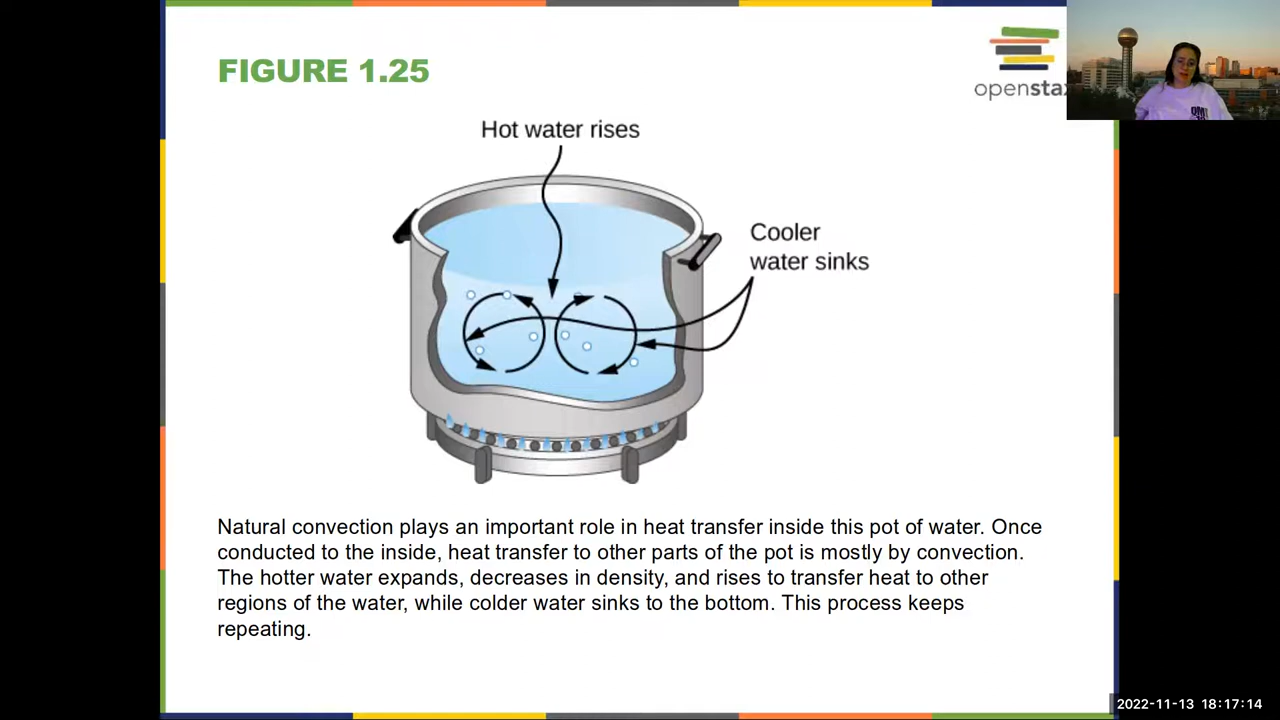 FIGURE 1.25
openstax
Hot water rises
Cooler
water sinks
Natural convection plays an important role in heat transfer inside this pot of water. Once
conducted to the inside, heat transfer to other parts of the pot is mostly by convection.
The hotter water expands, decreases in density, and rises to transfer heat to other
regions of the water, while colder water sinks to the bottom. This process keeps
repeating.
2022-11-13 18:17:14